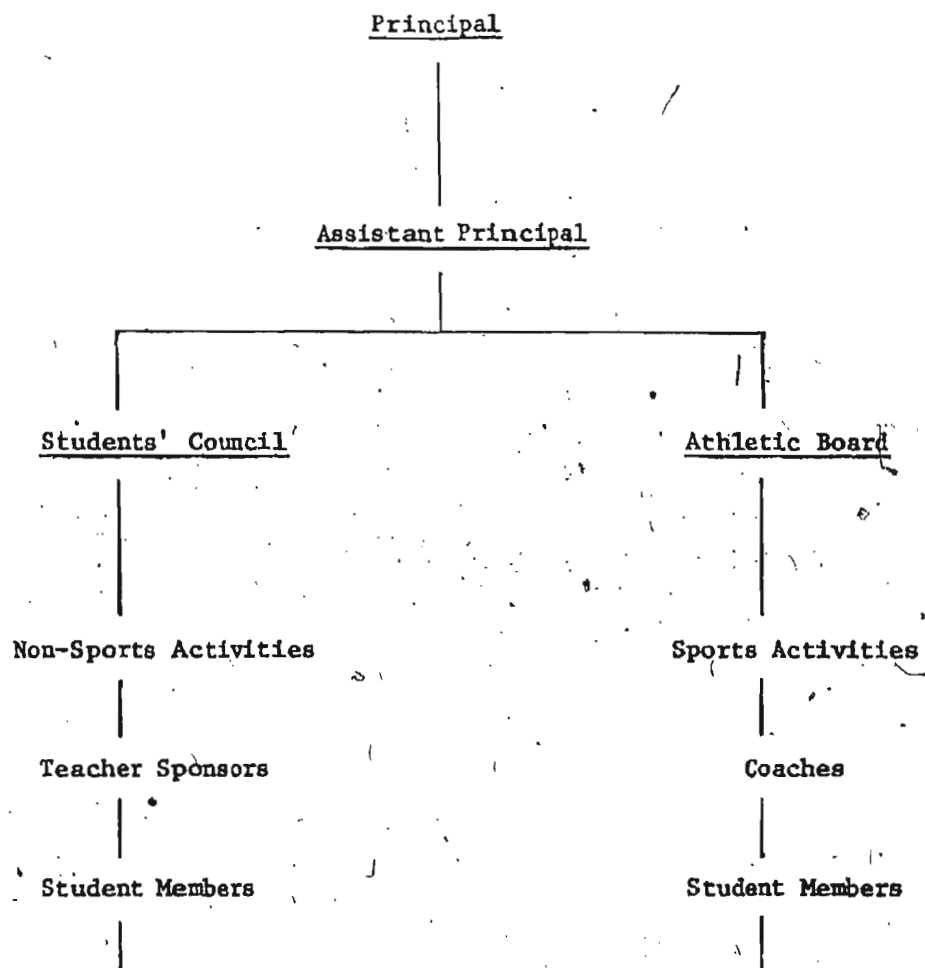 Principal
Assistant Principal
Students' Council
Athletic Board
Non-Sports Activities
Sports Activities
Teacher Sponsors
Coaches
Student Members
Student Members